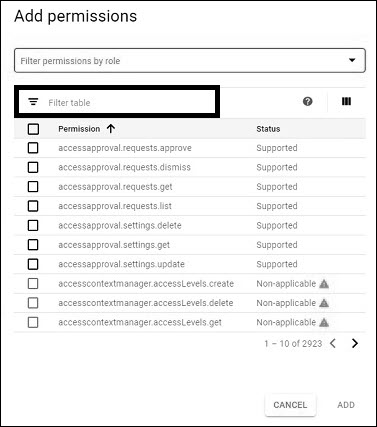 Add permissions
Filter permissions by role
Filter table
Permission Status
accessapproval.requests.approve Supported
accessapproval.requests.dismiss Supported
accessapproval.requests.get Supported
accessapproval.requests.list Supported
accessapproval.settings.delete Supported
accessapproval.settings.get Supported
accessapproval.settings.update Supported
accesscontextmanager.accessLevels.create Non-applicable
accesscontextmanager.accessLevels.delete Non-applicable
accesscontextmanager.accessLevels.get Non-applicable
1 – 10 of 2923
CANCEL ADD